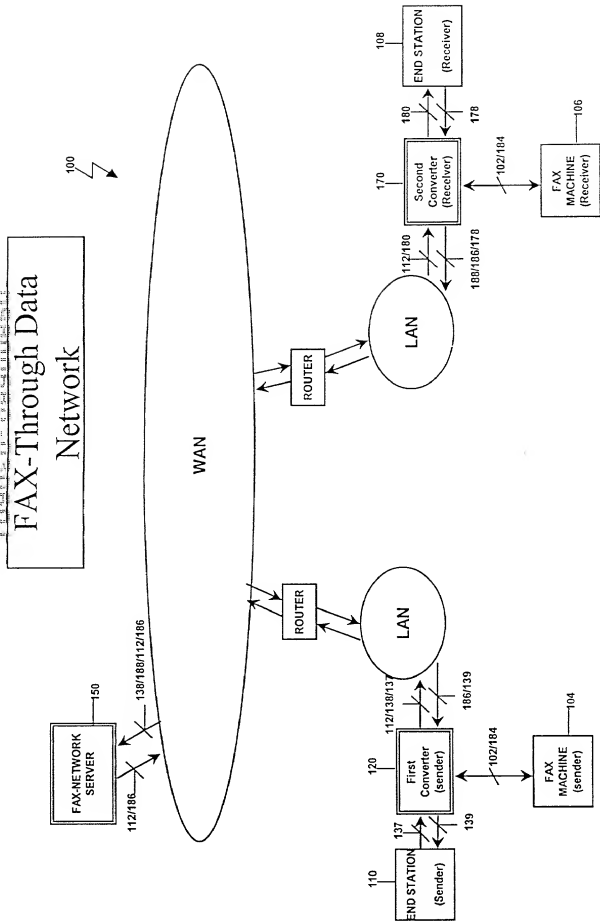 FAX-Through Data
Network
100
FAX-NETWORK
SERVER
150
112/186
138/188/112/186
WAN
ROUTER
ROUTER
LAN
LAN
110
END STATION
(Sender)
137
139
120
First
Converter
(sender)
112/138/137
186/139
102/184
104
FAX
MACHINE
(sender)
112/180
188/186/178
170
Second
Converter
(Receiver)
180
178
108
END STATION
(Receiver)
102/184
106
FAX
MACHINE
(Receiver)